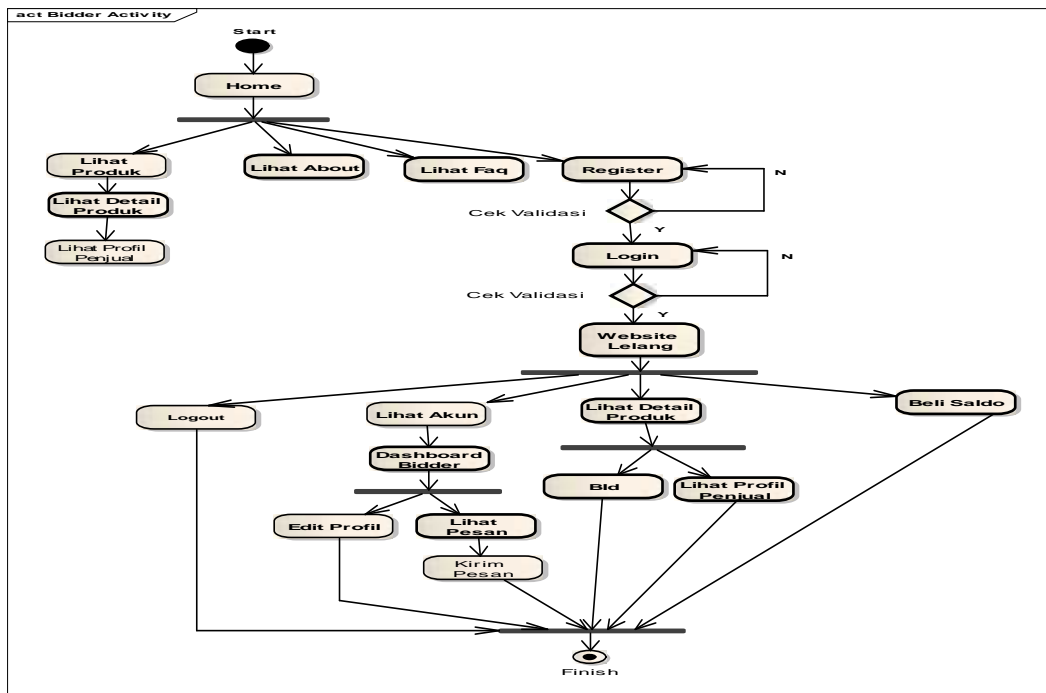 act Bidder Activity
Start
Home
Lihat
Produk
Lihat About
Lihat Faq
Register
N
Lihat Detail
Produk
Cek Validasi
Y
Lihat Profil
Penjual
Login
N
Cek Validasi
Y
Website
Lelang
Logout
Lihat Akun
Lihat Detail
Produk
Beli Saldo
Dashboard
Bidder
BId
Lihat Profil
Penjual
Edit Profil
Lihat
Pesan
Kirim
Pesan
Finish